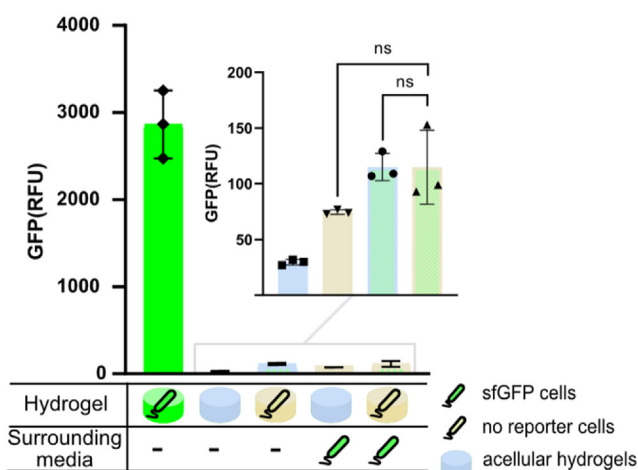 4000
3000
2000
1000
0
GFP(RFU)
200
150
100
50
GFP(RFU)
ns
ns
Hydrogel
Surrounding
media
- - -
sfGFP cells
no reporter cells
acellular hydrogels